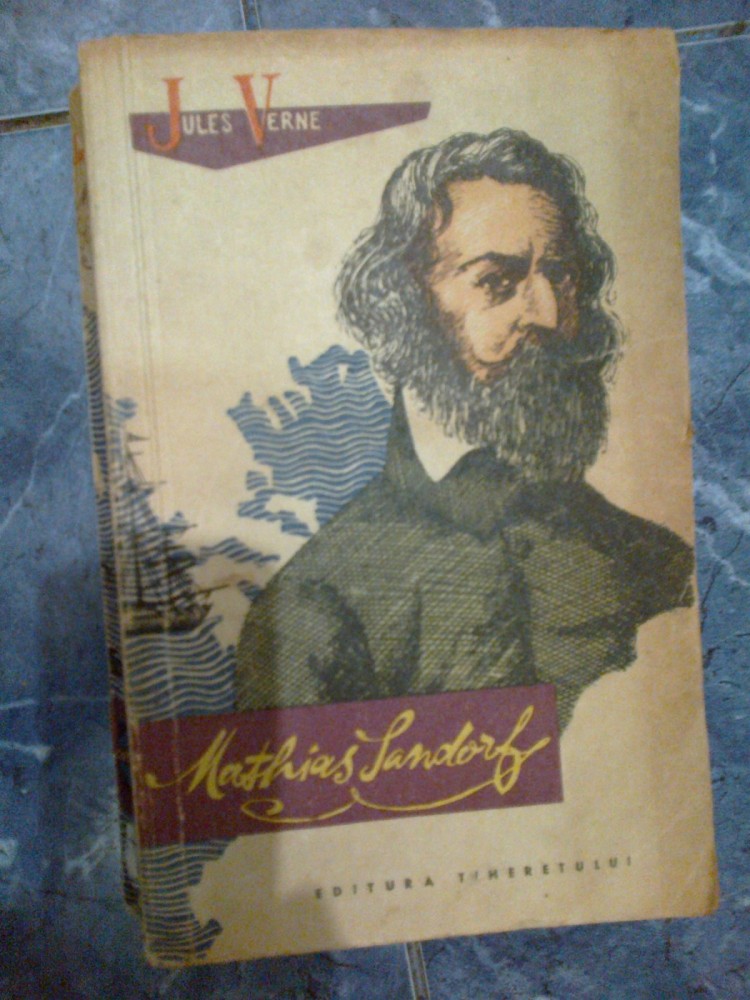 JULES VERNE
Mathias Sandorf
EDITURA TINERETULUI